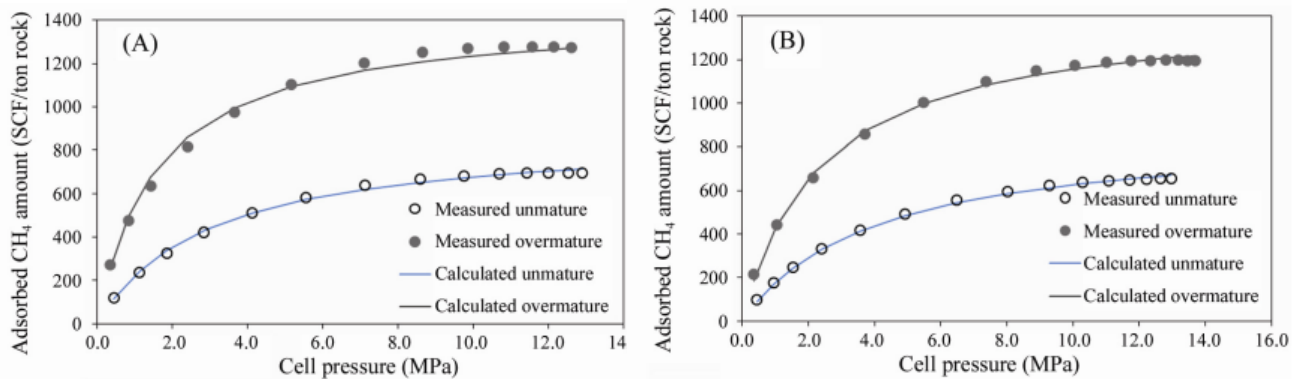 Adsorbed CH₄ amount (SCF/ton rock)
1400
1200
1000
800
600
400
200
0
(A)
Measured unmature
Measured overmature
Calculated unmature
Calculated overmature
0.0 2.0 4.0 6.0 8.0 10.0 12.0 14
Cell pressure (MPa)
Adsorbed CH₄ amount (SCF/ton rock)
1400
1200
1000
800
600
400
200
0
(B)
Measured unmature
Measured overmature
Calculated unmature
Calculated overmature
0.0 2.0 4.0 6.0 8.0 10.0 12.0 14.0 16.0
Cell pressure (MPa)